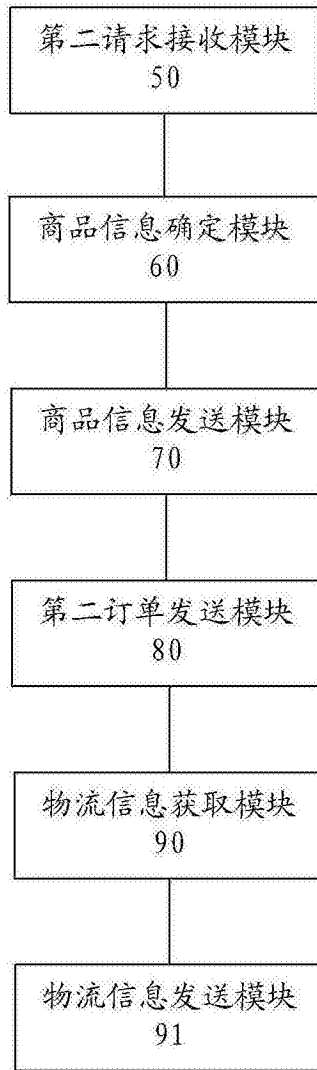 第二请求接收模块
50
商品信息确定模块
60
商品信息发送模块
70
第二订单发送模块
80
物流信息获取模块
90
物流信息发送模块
91